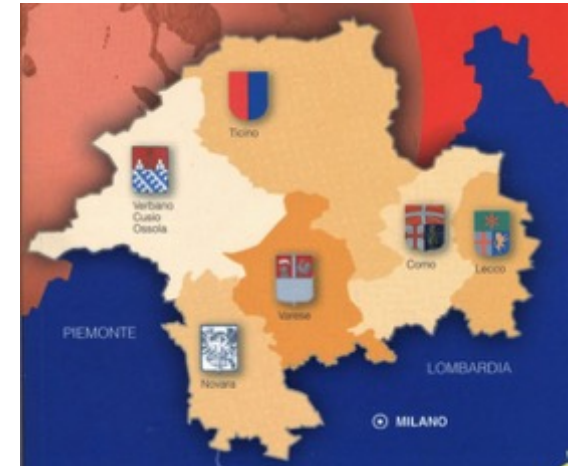 Ticino
Verbano
Cusio
Ossola
Como
Lecco
Varese
PIEMONTE
LOMBARDIA
Novara
MILANO